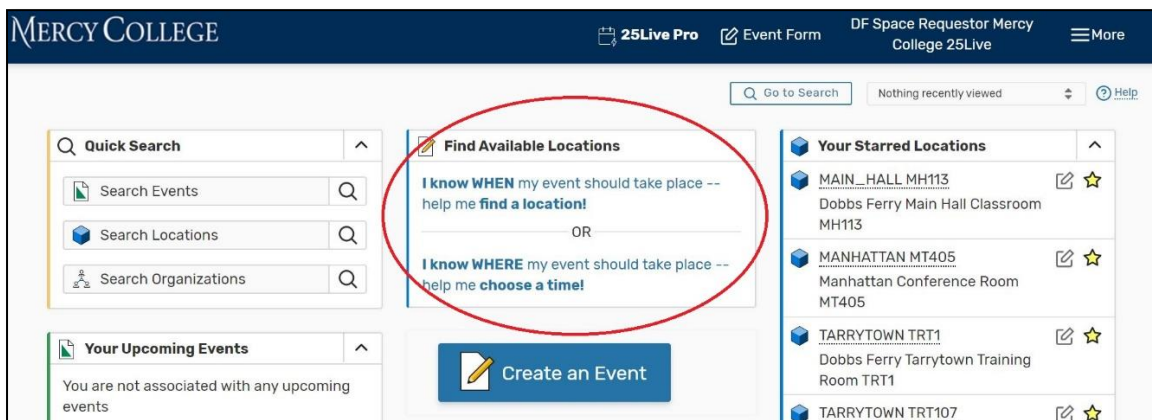 MERCY COLLEGE
25Live Pro
Event Form
DF Space Requestor Mercy
College 25Live
More
Go to Search
Nothing recently viewed
Help
Quick Search
Search Events
Search Locations
Search Organizations
Your Upcoming Events
You are not associated with any upcoming
events
Find Available Locations
I know WHEN my event should take place --
help me find a location!
OR
I know WHERE my event should take place --
help me choose a time!
Create an Event
Your Starred Locations
MAIN_HALL MH113
Dobbs Ferry Main Hall Classroom
MH113
MANHATTAN MT405
Manhattan Conference Room
MT405
TARRYTOWN TRT1
Dobbs Ferry Tarrytown Training
Room TRT1
TARRYTOWN TRT107